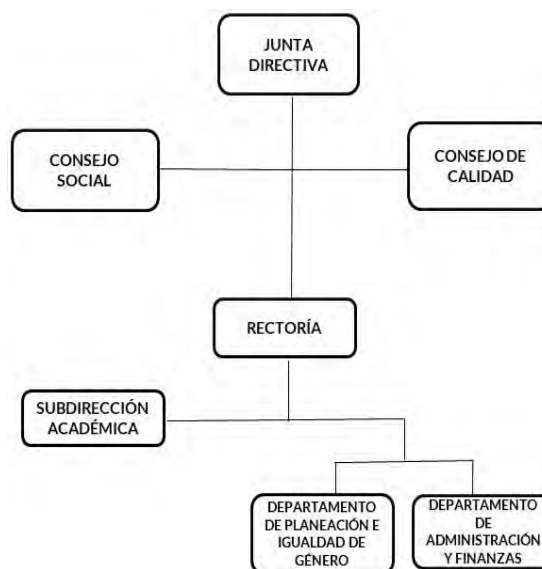 JUNTA
DIRECTIVA
CONSEJO
SOCIAL
CONSEJO DE
CALIDAD
RECTORÍA
SUBDIRECCIÓN
ACADÉMICA
DEPARTAMENTO
DE PLANEACIÓN E
IGUALDAD DE
GÉNERO
DEPARTAMENTO
DE
ADMINISTRACIÓN
Y FINANZAS